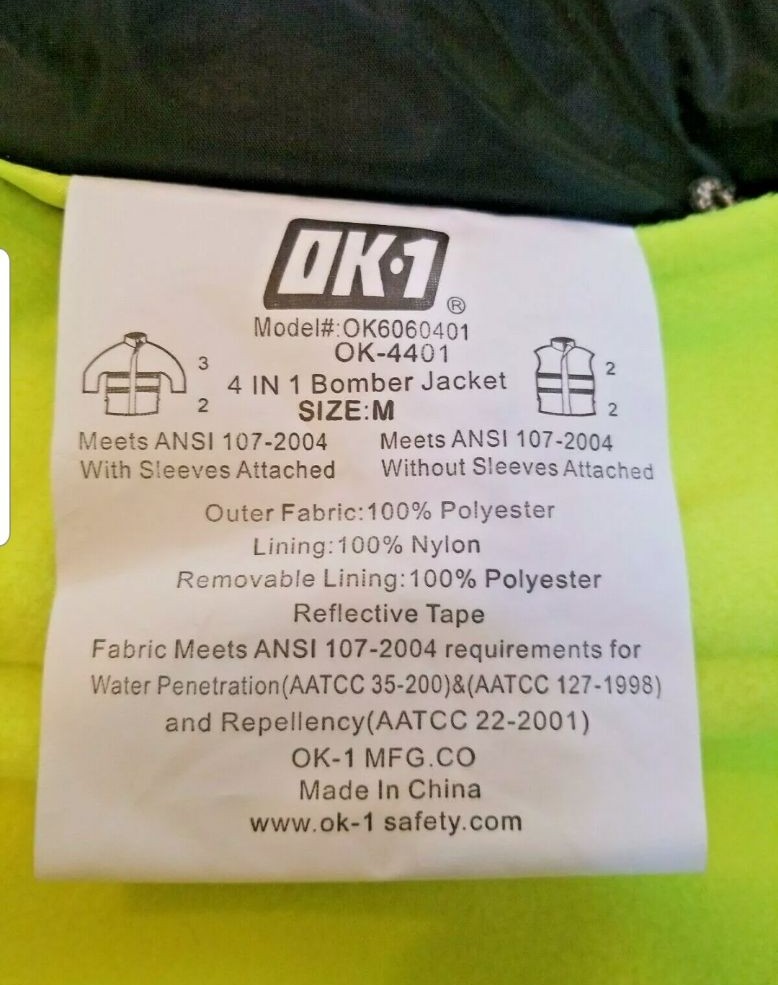 OK·1
®
Model#:OK6060401
OK-4401
4 IN 1 Bomber Jacket
SIZE:M
3
2
2
2
Meets ANSI 107-2004
With Sleeves Attached
Meets ANSI 107-2004
Without Sleeves Attached
Outer Fabric:100% Polyester
Lining:100% Nylon
Removable Lining:100% Polyester
Reflective Tape
Fabric Meets ANSI 107-2004 requirements for
Water Penetration(AATCC 35-200)&(AATCC 127-1998)
and Repellency(AATCC 22-2001)
OK-1 MFG.CO
Made In China
www.ok-1 safety.com